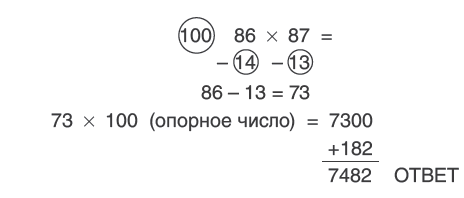 100 86 × 87 =
– 14 – 13
86 – 13 = 73
73 × 100 (опорное число) = 7300
+182
7482 ОТВЕТ